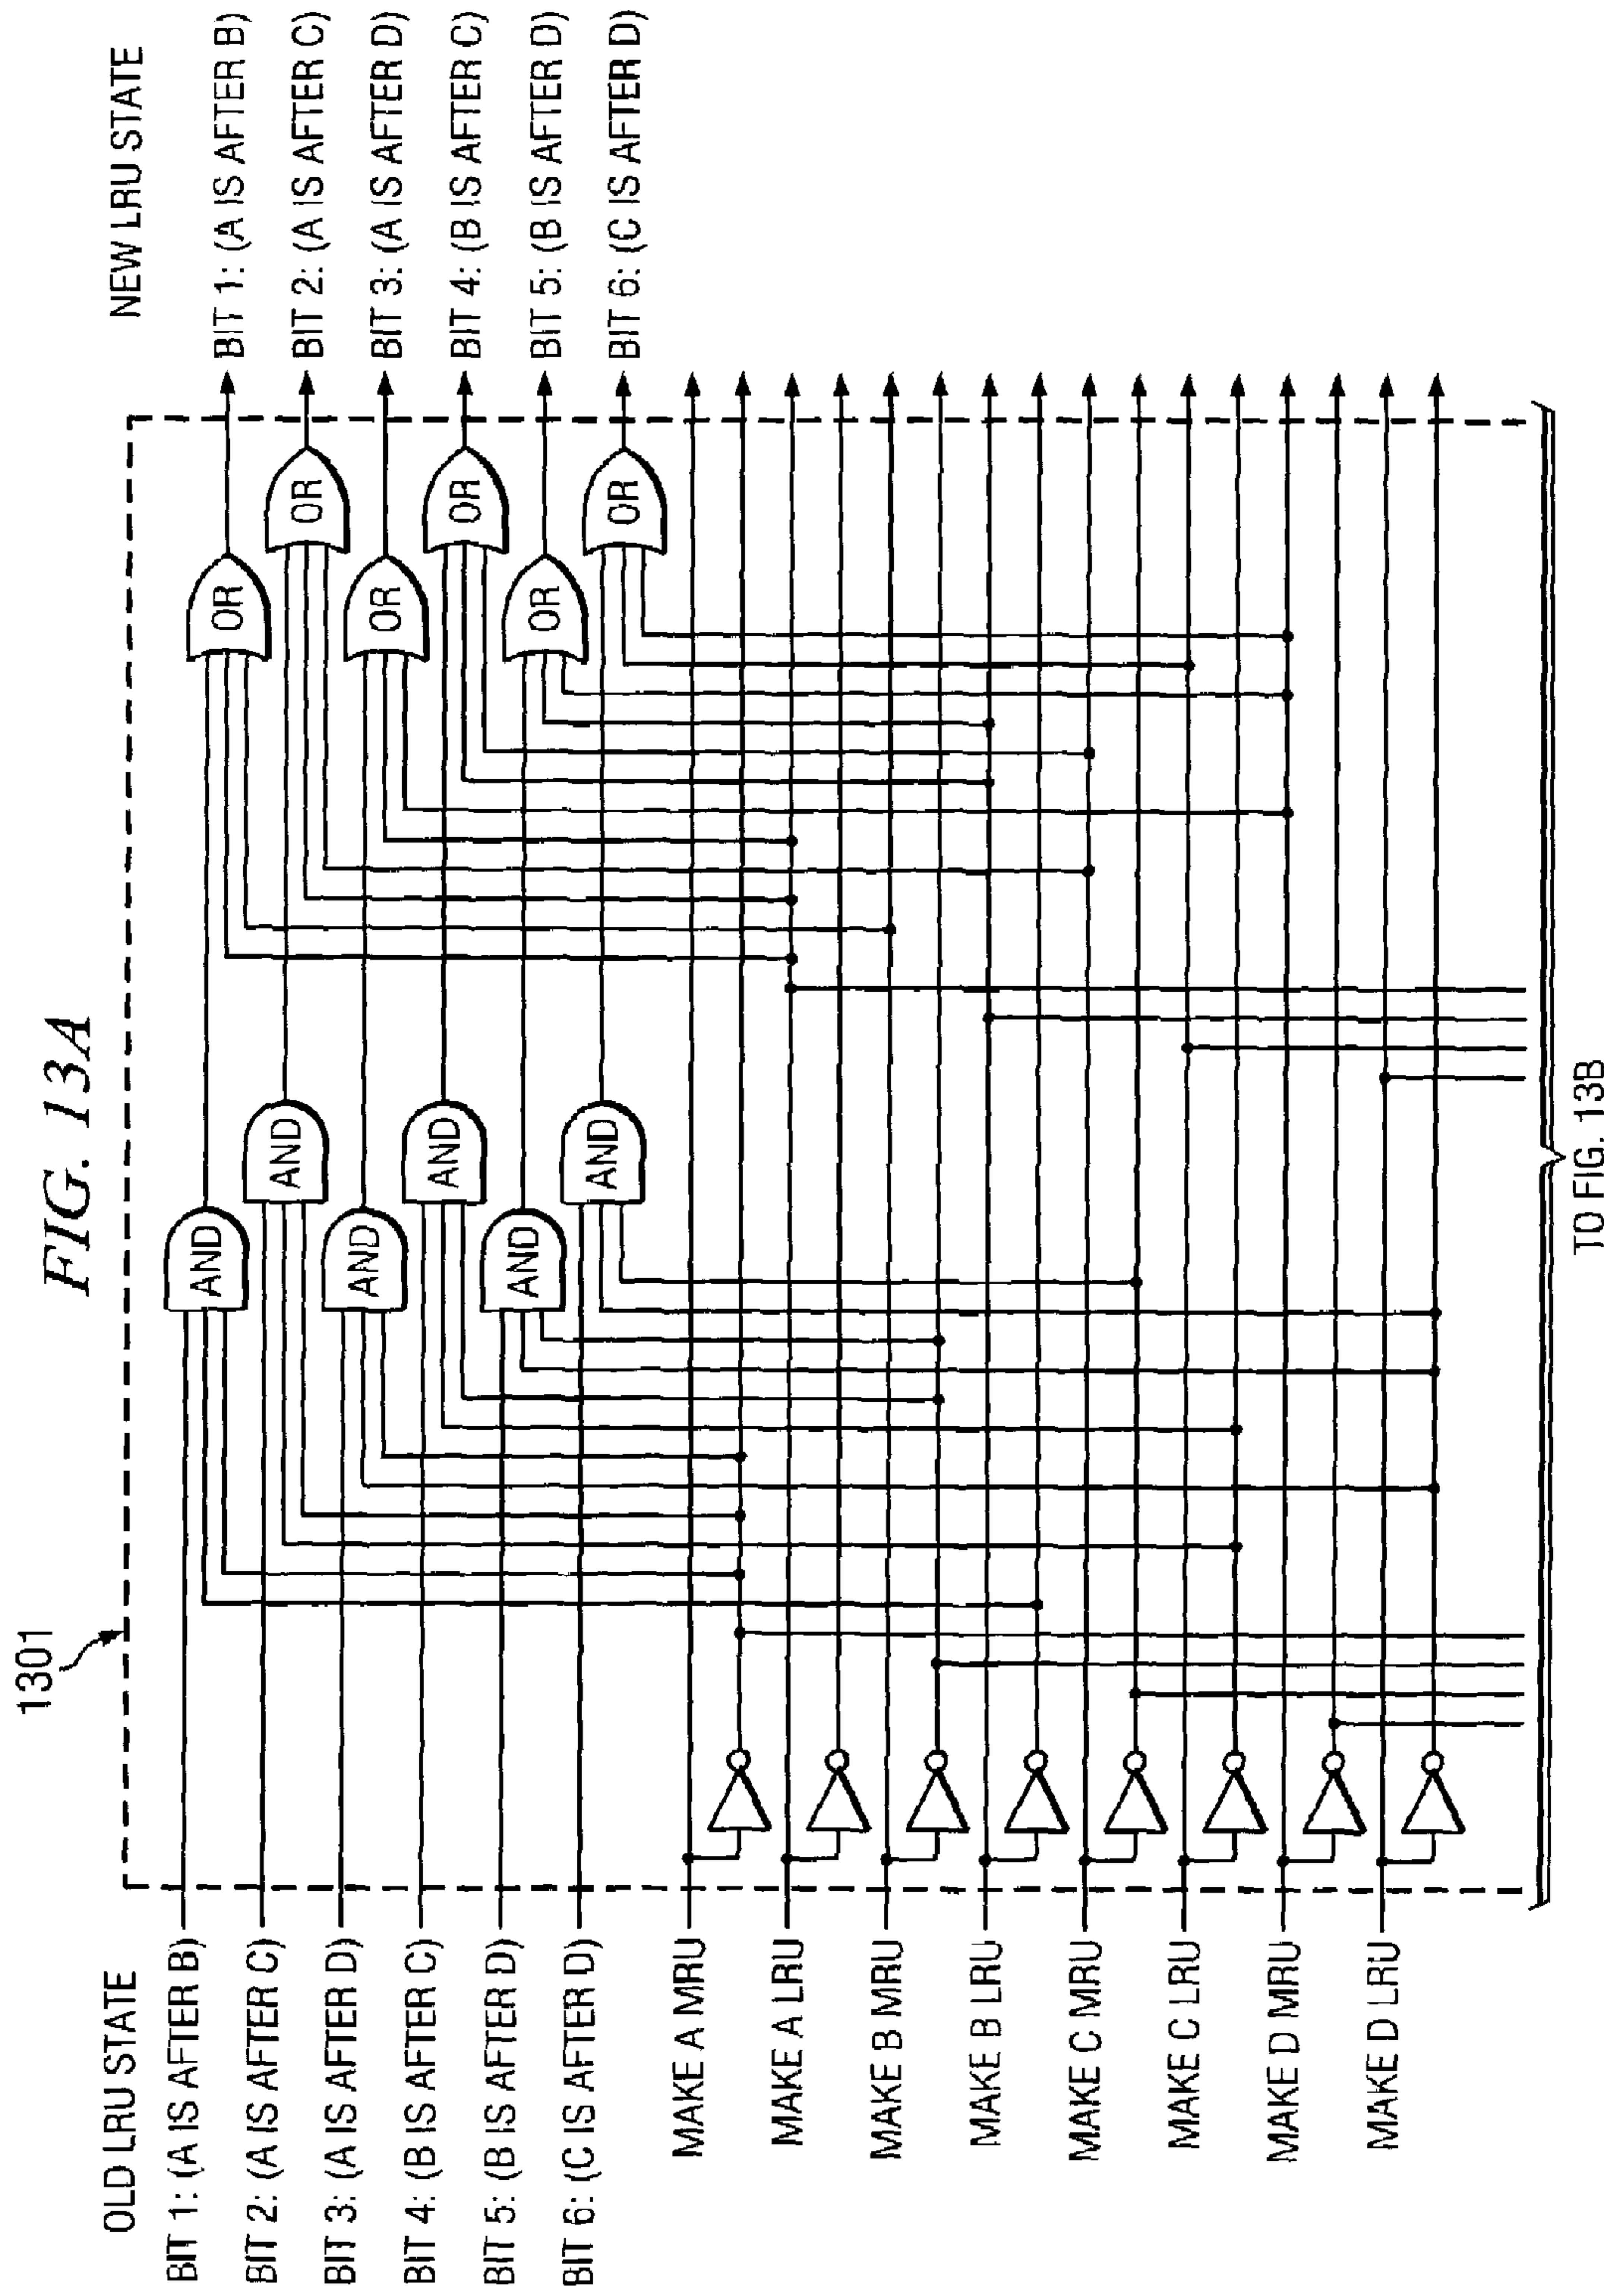 FIG. 13A
1301
OLD LRU STATE
BIT 1: (A IS AFTER B)
BIT 2: (A IS AFTER C)
BIT 3: (A IS AFTER D)
BIT 4: (B IS AFTER C)
BIT 5: (B IS AFTER D)
BIT 6: (C IS AFTER D)
MAKE A MRU
MAKE A LRU
MAKE B MRU
MAKE B LRU
MAKE C MRU
MAKE C LRU
MAKE D MRU
MAKE D LRU
AND
AND
AND
AND
AND
AND
OR
OR
OR
OR
OR
OR
NEW LRU STATE
BIT 1: (A IS AFTER B)
BIT 2: (A IS AFTER C)
BIT 3: (A IS AFTER D)
BIT 4: (B IS AFTER C)
BIT 5: (B IS AFTER D)
BIT 6: (C IS AFTER D)
TO FIG. 13B